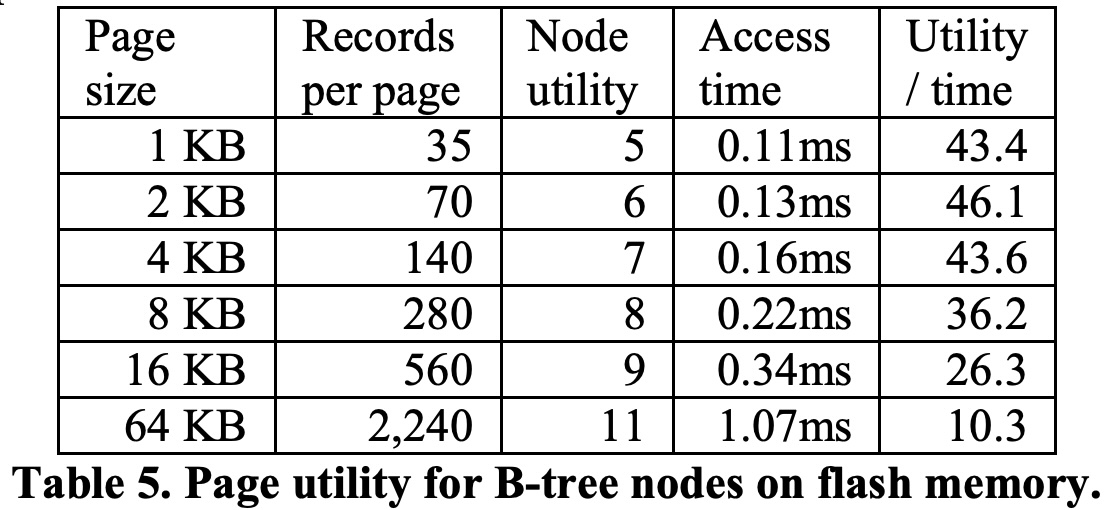 Page size Records per page Node utility Access time Utility / time
1 KB 35 5 0.11ms 43.4
2 KB 70 6 0.13ms 46.1
4 KB 140 7 0.16ms 43.6
8 KB 280 8 0.22ms 36.2
16 KB 560 9 0.34ms 26.3
64 KB 2,240 11 1.07ms 10.3
Table 5. Page utility for B-tree nodes on flash memory.